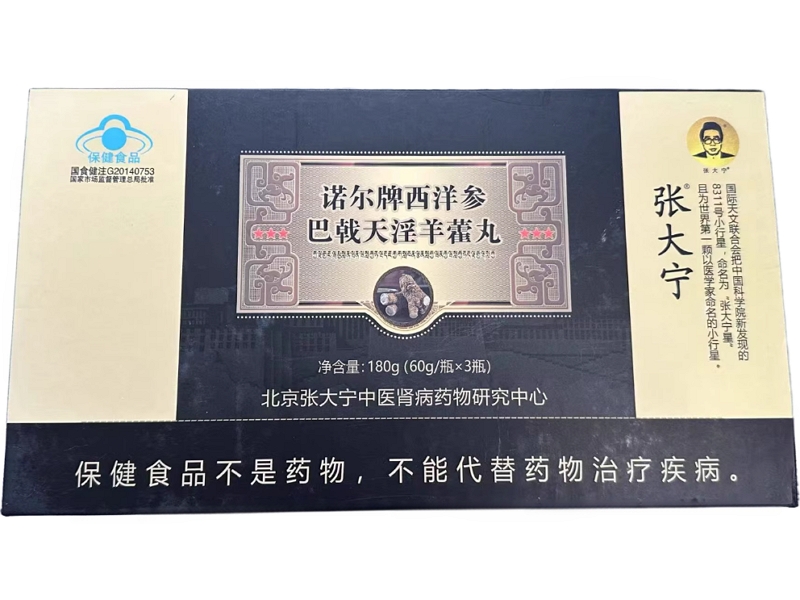 保健食品
国食健注G20140753
国家市场监督管理总局批准
诺尔牌西洋参
巴戟天淫羊藿丸
净含量: 180g (60g/瓶×3瓶)
北京张大宁中医肾病药物研究中心
张大宁®
张大宁®
国际天文联合会把中国科学院新发现的
8311号小行星,命名为“张大宁星”
且为世界第一颗以医学家命名的小行星。
保健食品不是药物，不能代替药物治疗疾病。